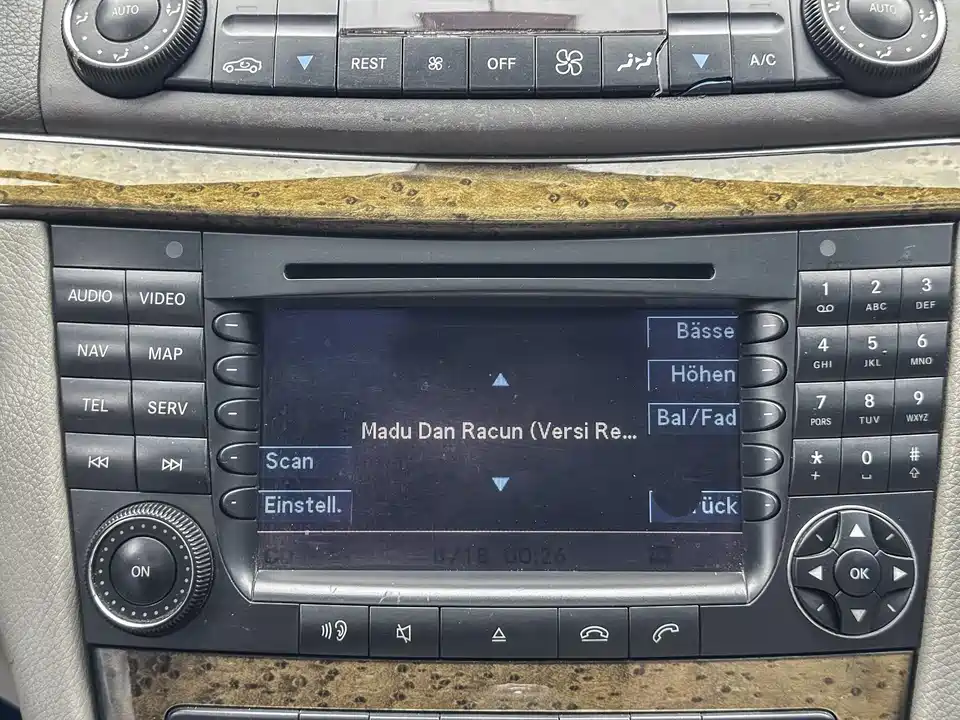 AUTO
AUTO
REST
OFF
A/C
AUDIO
VIDEO
NAV
MAP
TEL
SERV
Bässe
Höhen
Bal/Fad
Madu Dan Racun (Versi Re...
Scan
Einstell.
ück
00:26
1
2 ABC
3 DEF
4 GHI
5 JKL
6 MNO
7 PQRS
8 TUV
9 WXYZ
* +
0
#
ON
OK